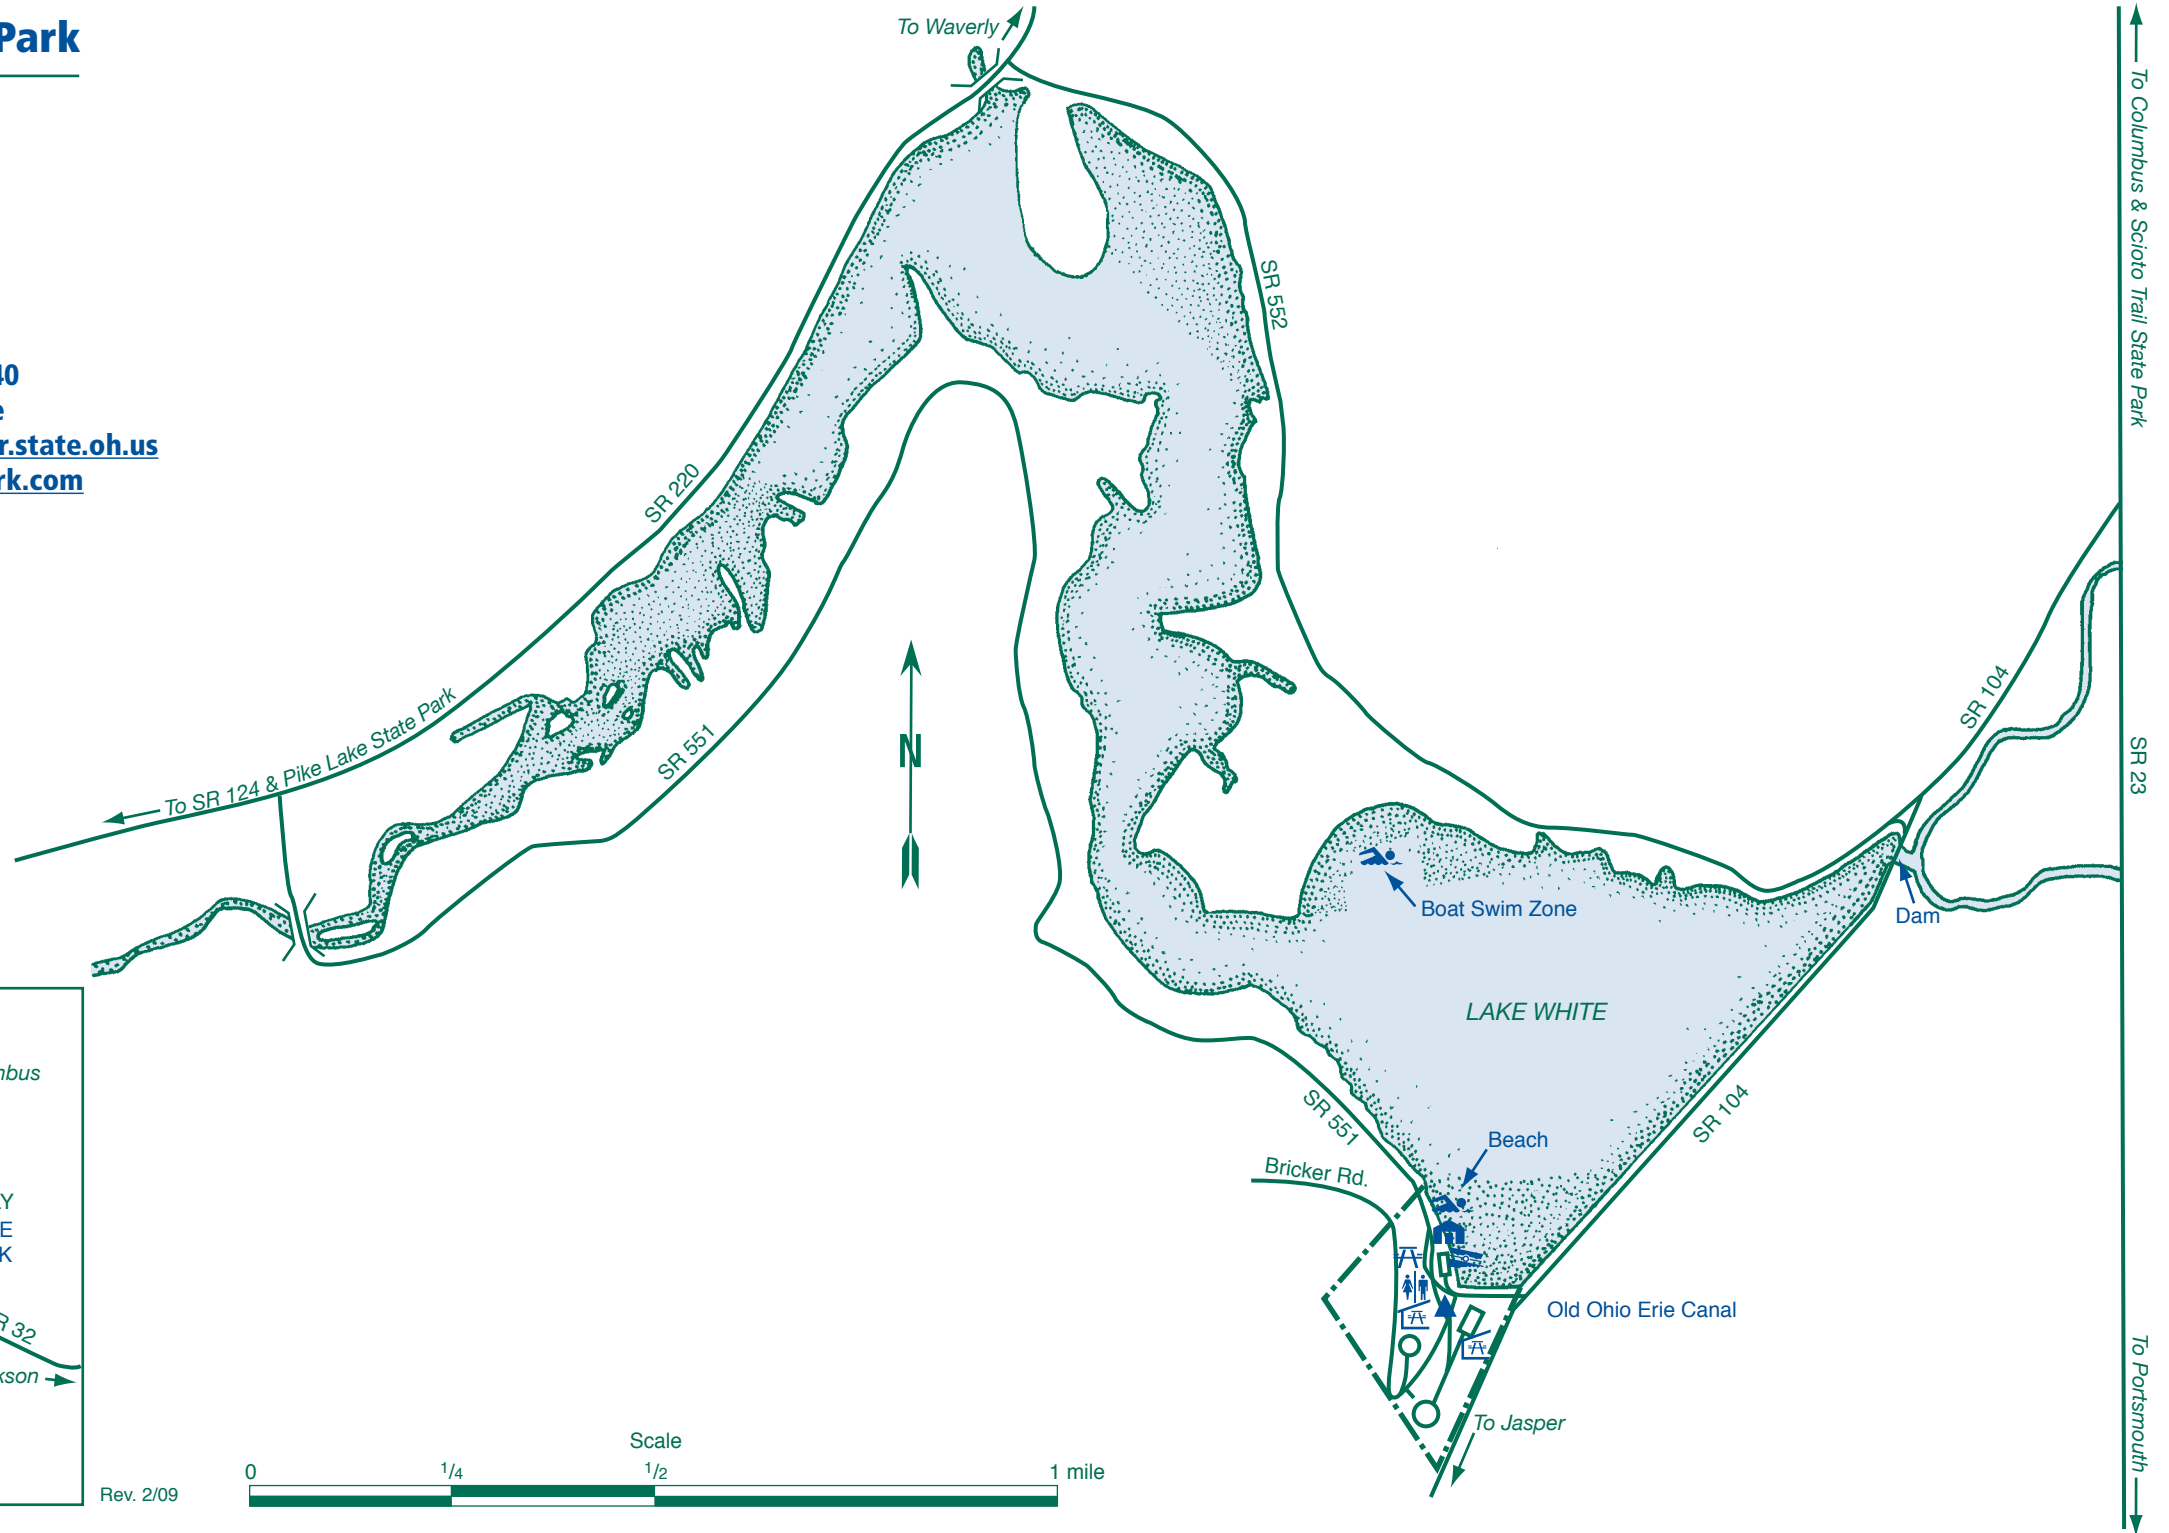 Park
To Waverly
To Columbus & Scioto Trail State Park
SR 552
40
e
r.state.oh.us
rk.com
SR 220
N
SR 104
To SR 124 & Pike Lake State Park
SR 551
SR 23
Boat Swim Zone
Dam
LAKE WHITE
nbus
SR 551
SR 104
Beach
Bricker Rd.
Y
E
K
Old Ohio Erie Canal
R 32
kson
To Jasper
To Portsmouth
Scale
0 1/4 1/2 1 mile
Rev. 2/09